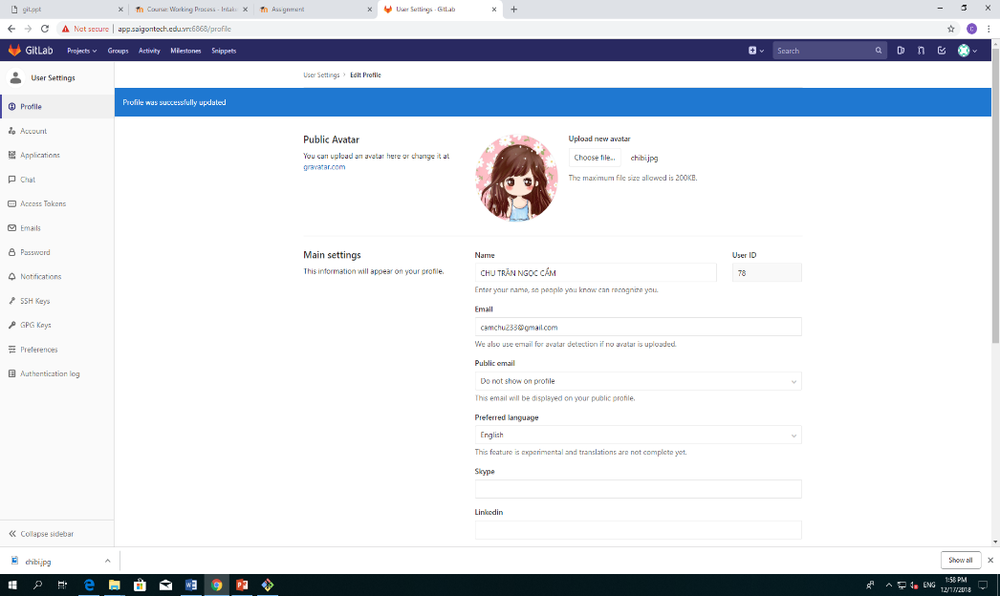 git.ppt
Course: Working Process - Intak
Assignment
User Settings · GitLab
Not secure
app.saigontech.edu.vn:6868/profile
C
GitLab
Projects
Groups
Activity
Milestones
Snippets
Search
User Settings
Profile
Account
Applications
Chat
Access Tokens
Emails
Password
Notifications
SSH Keys
GPG Keys
Preferences
Authentication log
Collapse sidebar
User Settings > Edit Profile
Profile was successfully updated
Public Avatar
You can upload an avatar here or change it at
gravatar.com
Upload new avatar
Choose file...
chibi.jpg
The maximum file size allowed is 200KB.
Main settings
This information will appear on your profile.
Name
CHU TRẦN NGỌC CẨM
Enter your name, so people you know can recognize you.
User ID
78
Email
camchu233@gmail.com
We also use email for avatar detection if no avatar is uploaded.
Public email
Do not show on profile
This email will be displayed on your public profile.
Preferred language
English
This feature is experimental and translations are not complete yet.
Skype
Linkedin
chibi.jpg
Show all
ENG
1:58 PM
12/17/2018